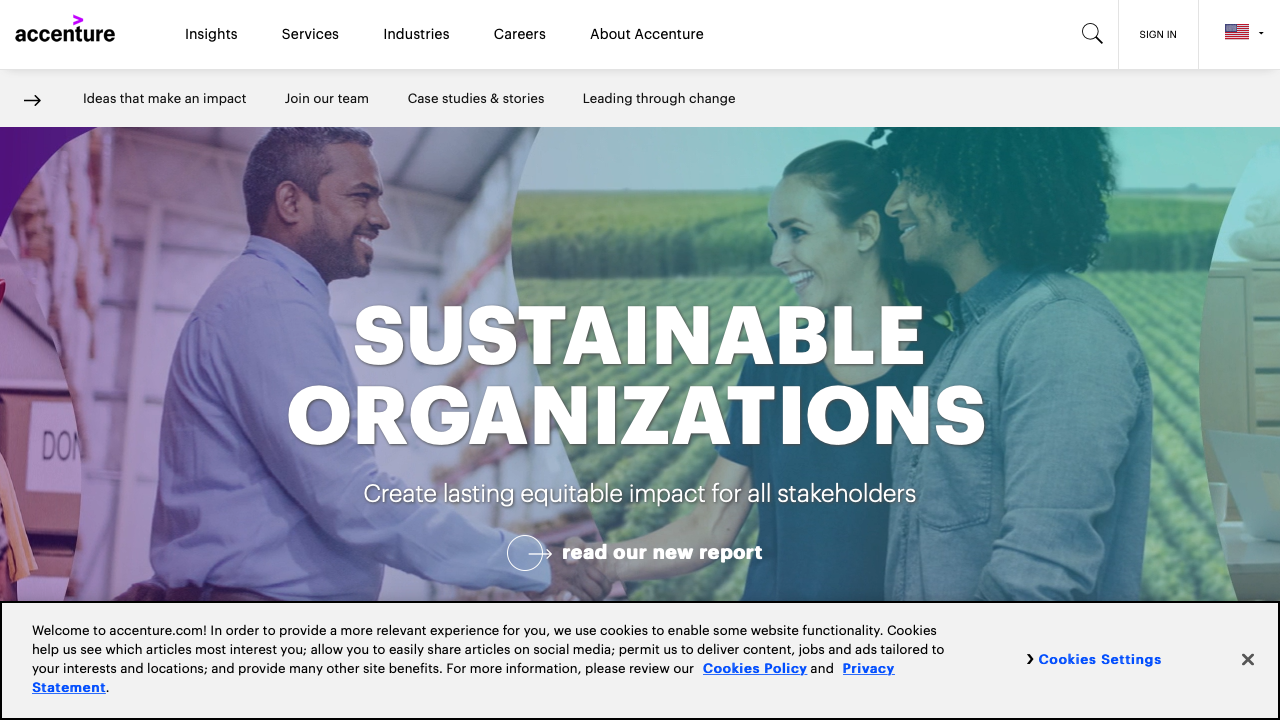 accenture
Insights
Services
Industries
Careers
About Accenture
SIGN IN
Ideas that make an impact
Join our team
Case studies & stories
Leading through change
SUSTAINABLE
ORGANIZATIONS
Create lasting equitable impact for all stakeholders
read our new report
DON
Welcome to accenture.com! In order to provide a more relevant experience for you, we use cookies to enable some website functionality. Cookies
help us see which articles most interest you; allow you to easily share articles on social media; permit us to deliver content, jobs and ads tailored to
your interests and locations; and provide many other site benefits. For more information, please review our Cookies Policy and Privacy
Statement.
Cookies Settings